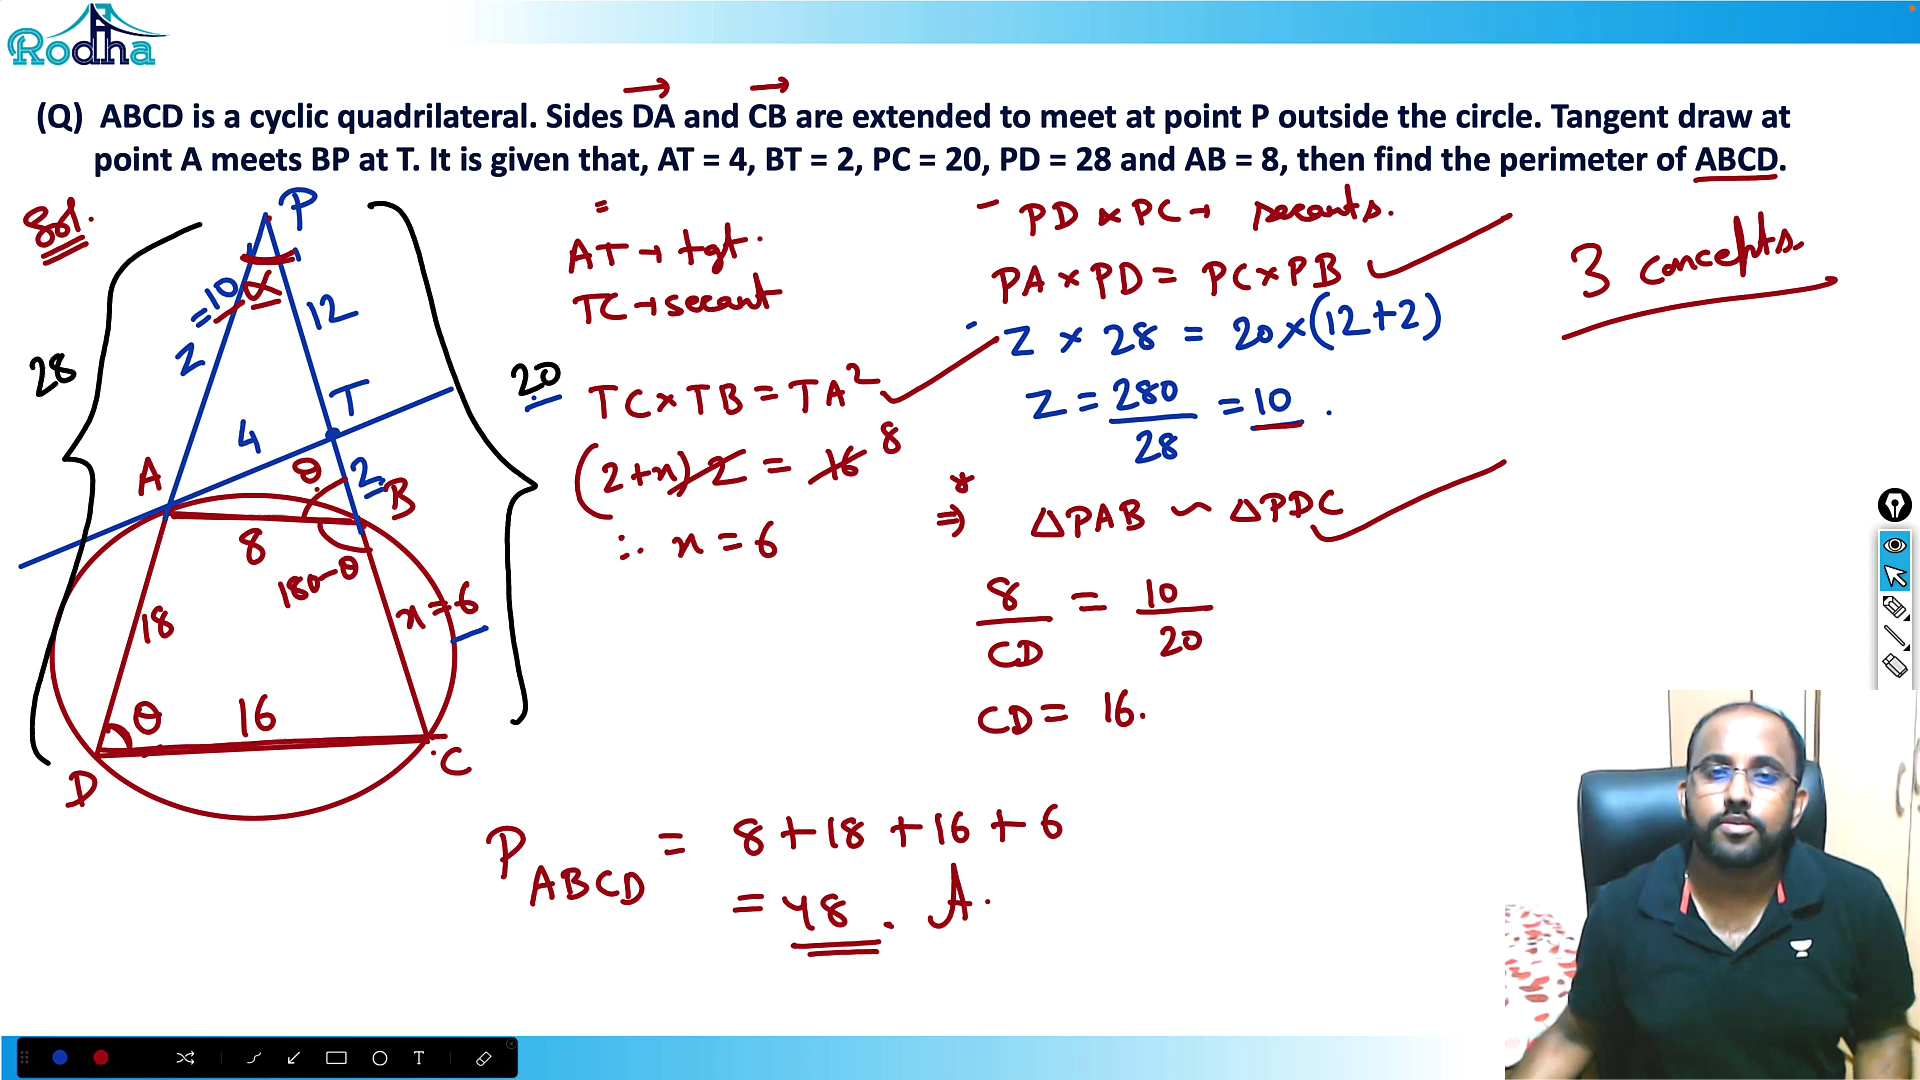 Rodha
(Q) ABCD is a cyclic quadrilateral. Sides DA and CB are extended to meet at point P outside the circle. Tangent draw at
point A meets BP at T. It is given that, AT = 4, BT = 2, PC = 20, PD = 28 and AB = 8, then find the perimeter of ABCD.
Sol.
P
=10
α
12
Z
28
20
T
4
A
θ
2
B
8
180-θ
18
x=6
θ
16
D
C
=
AT → tgt.
TC → secant
TC × TB = TA²
(2+x) 2 = 16 8
∴ x = 6
- PD × PC → secants.
PA × PD = PC × PB
Z × 28 = 20 × (12+2)
Z = 280/28 = 10.
*
⇒ △PAB ~ △PDC
8/CD = 10/20
CD = 16.
3 concepts.
P ABCD = 8+18+16+6
= 48. A.
T